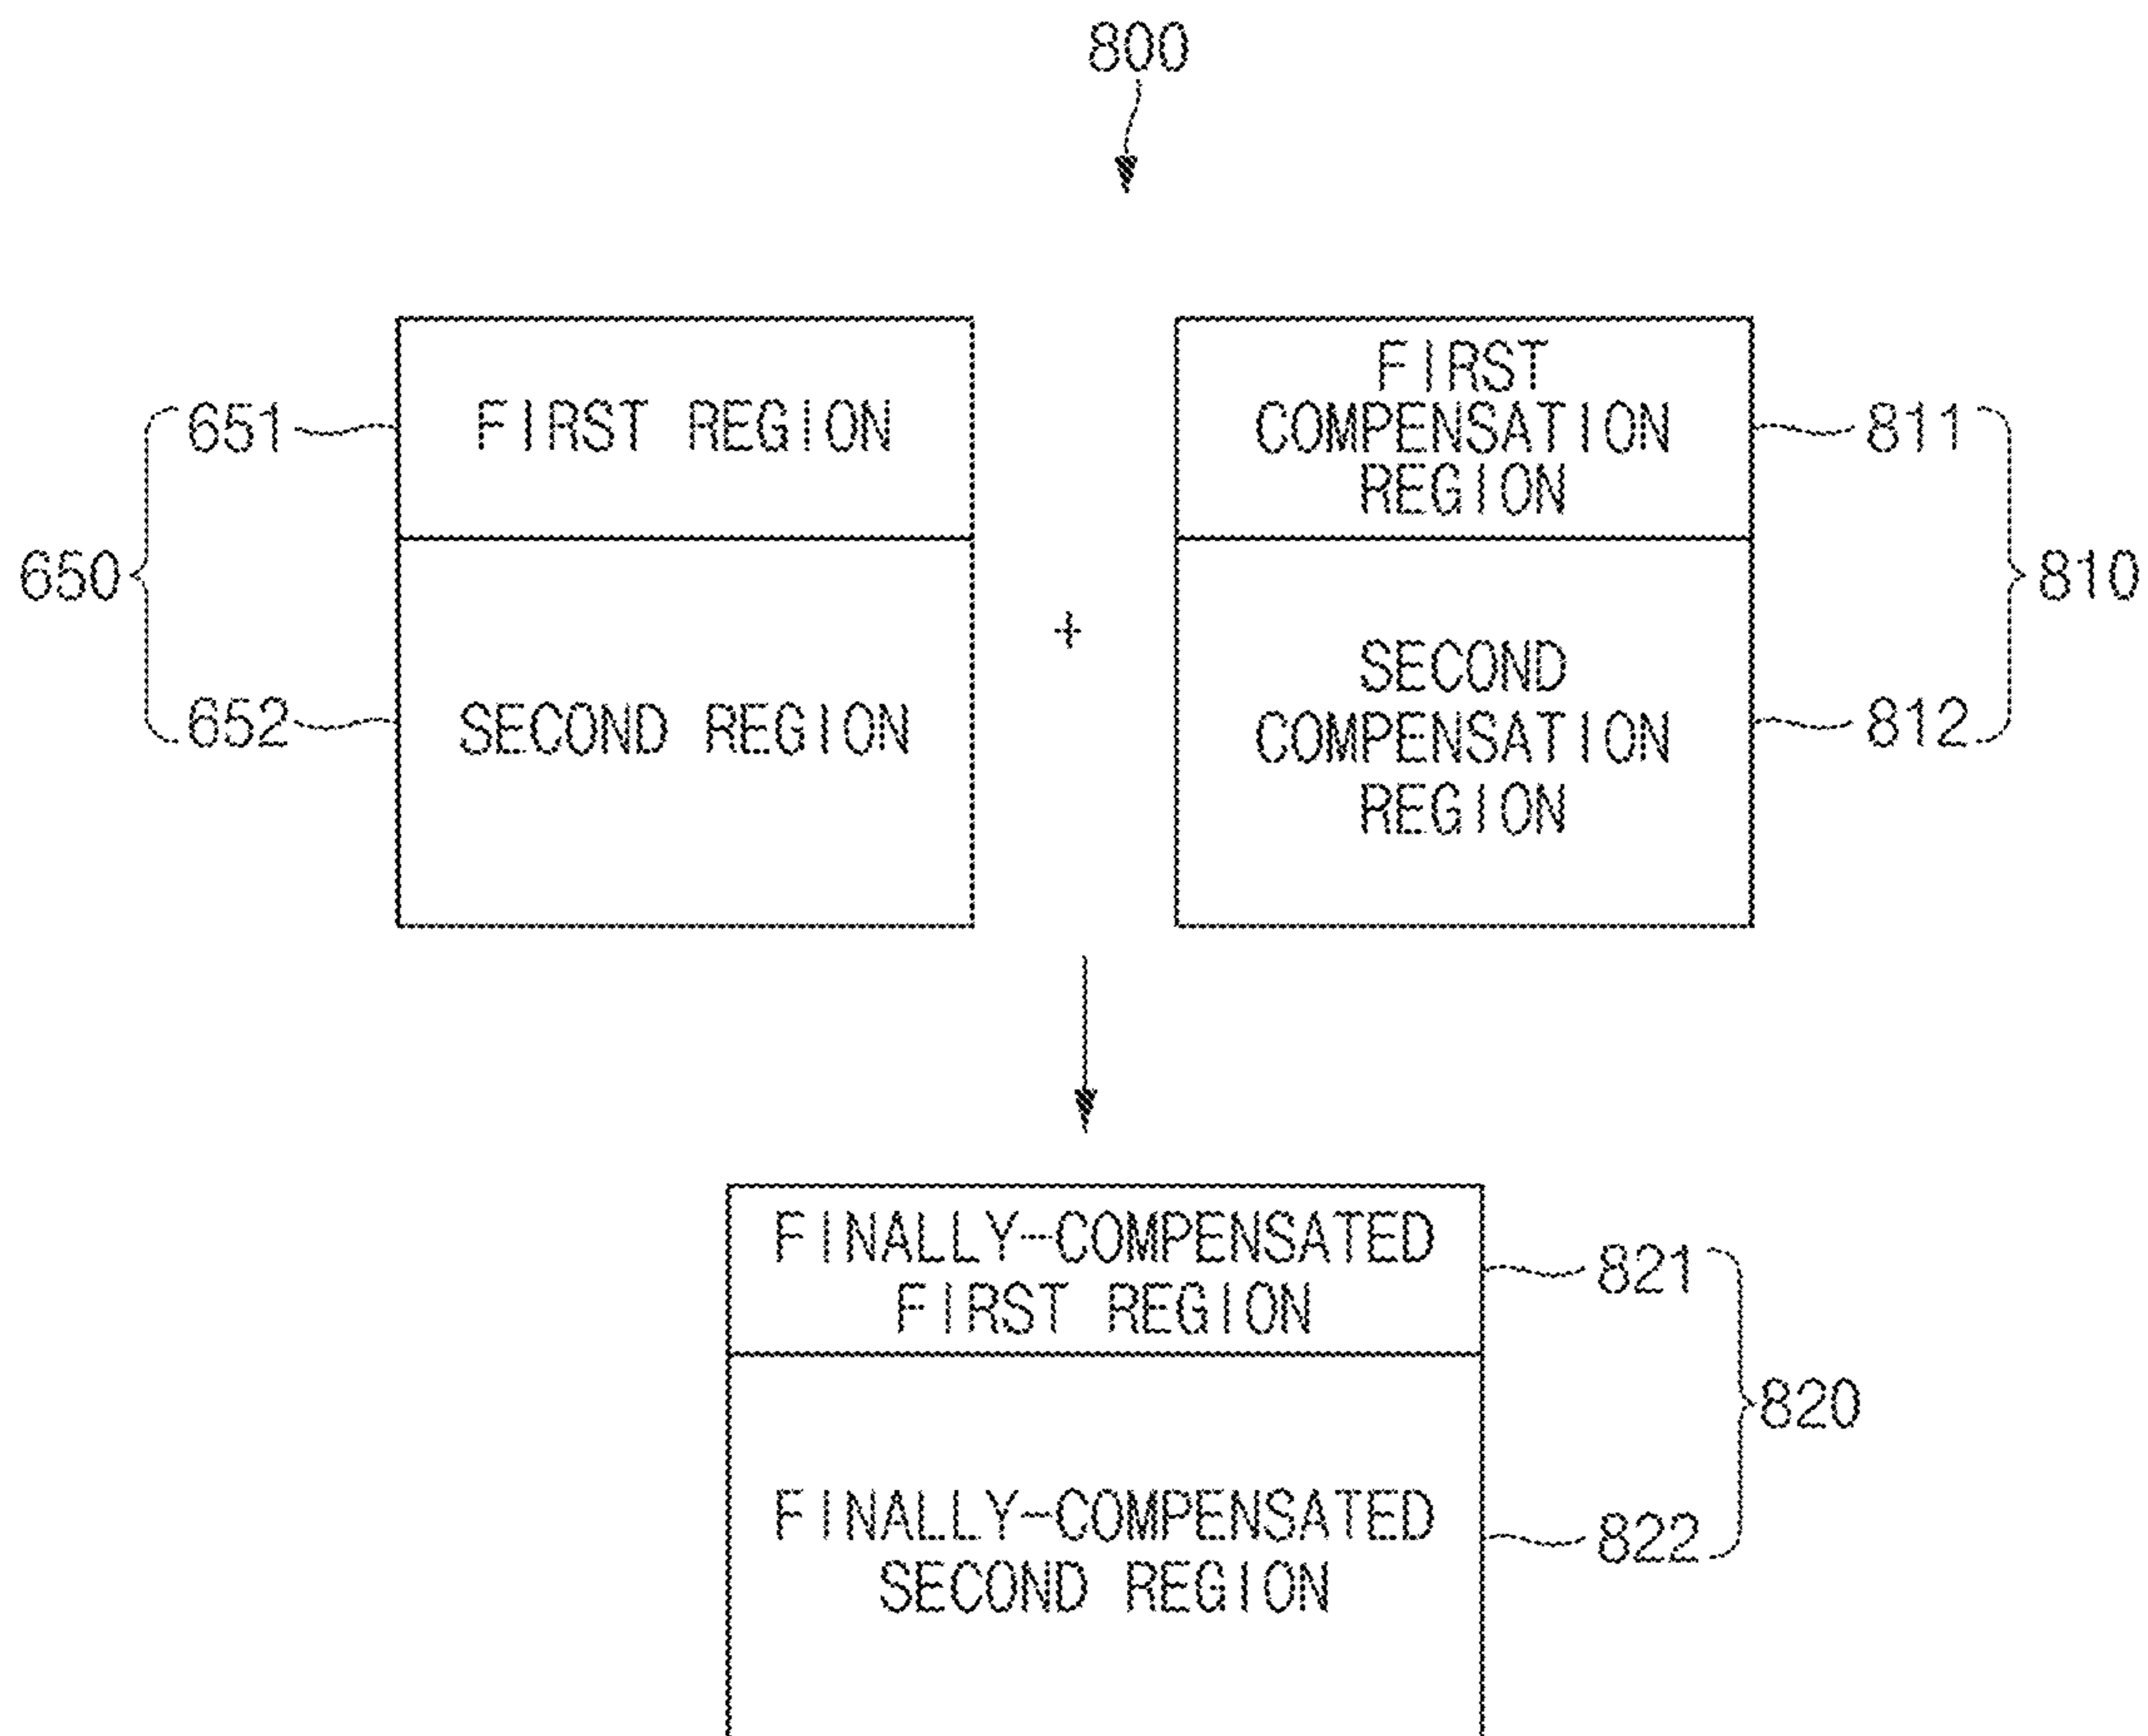 800
651
FIRST REGION
FIRST
COMPENSATION
REGION
811
650
810
+
652
SECOND REGION
SECOND
COMPENSATION
REGION
812
FINALLY-COMPENSATED
FIRST REGION
821
820
FINALLY-COMPENSATED
SECOND REGION
822